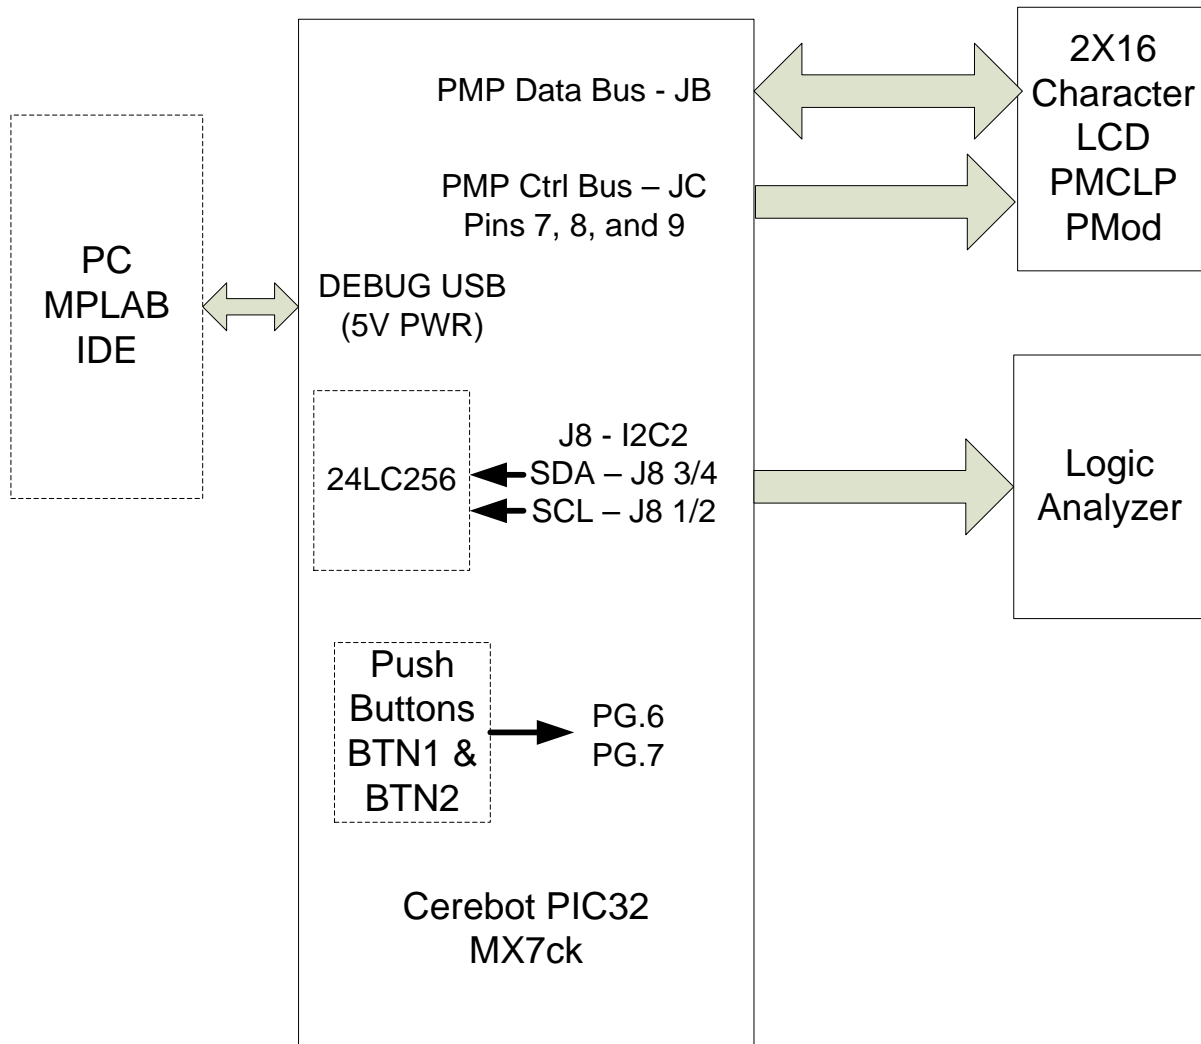 PC
MPLAB
IDE
PMP Data Bus - JB
PMP Ctrl Bus – JC
Pins 7, 8, and 9
DEBUG USB
(5V PWR)
24LC256
J8 - I2C2
SDA – J8 3/4
SCL – J8 1/2
Push
Buttons
BTN1 &
BTN2
PG.6
PG.7
Cerebot PIC32
MX7ck
2X16
Character
LCD
PMCLP
PMod
Logic
Analyzer